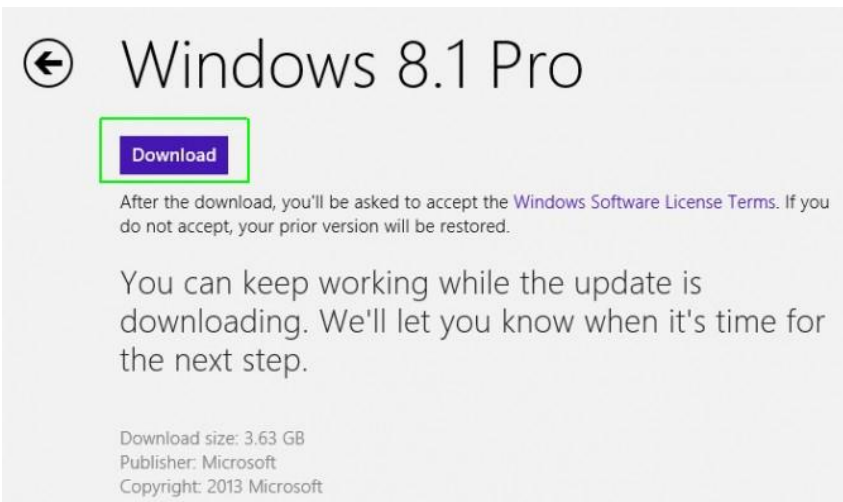 Windows 8.1 Pro
Download
After the download, you'll be asked to accept the Windows Software License Terms. If you
do not accept, your prior version will be restored.
You can keep working while the update is
downloading. We'll let you know when it's time for
the next step.
Download size: 3.63 GB
Publisher: Microsoft
Copyright: 2013 Microsoft